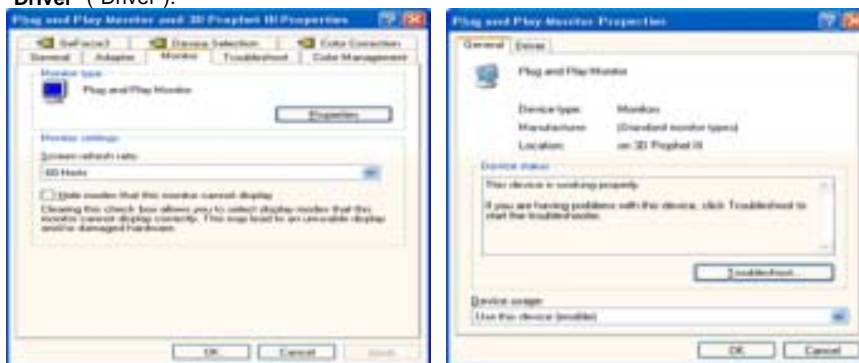 "Driver" ("Driver").
Plug and Play Monitor and 3D Prophet III Properties
GeForce3 Device Selection Color Correction
General Adapter Monitor Troubleshoot Color Management
Monitor type
Plug and Play Monitor
Properties
Monitor settings
Screen refresh rate:
60 Hertz
Hide modes that this monitor cannot display
Clearing this check box allows you to select display modes that this
monitor cannot display correctly. This may lead to an unusable display
and/or damaged hardware.
OK Cancel Apply
Plug and Play Monitor Properties
General Driver
Plug and Play Monitor
Device type: Monitors
Manufacturer: (Standard monitor types)
Location: on 3D Prophet III
Device status
This device is working properly.
If you are having problems with this device, click Troubleshoot to
start the troubleshooter.
Troubleshoot...
Device usage:
Use this device (enable)
OK Cancel